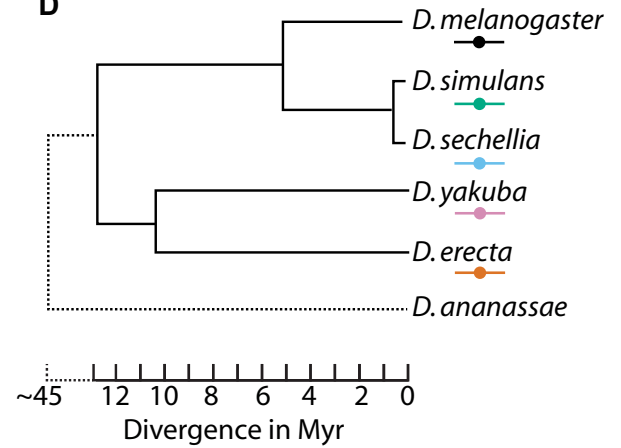 D
D. melanogaster
D. simulans
D. sechellia
D. yakuba
D. erecta
D. ananassae
~45 12 10 8 6 4 2 0
Divergence in Myr